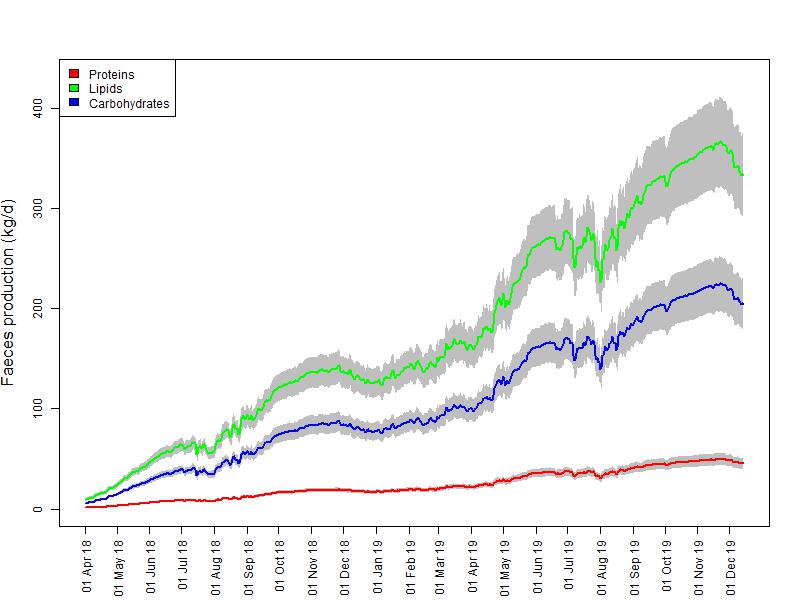 Proteins
Lipids
Carbohydrates
Faeces production (kg/d)
400
300
200
100
0
01 Apr 18
01 May 18
01 Jun 18
01 Jul 18
01 Aug 18
01 Sep 18
01 Oct 18
01 Nov 18
01 Dec 18
01 Jan 19
01 Feb 19
01 Mar 19
01 Apr 19
01 May 19
01 Jun 19
01 Jul 19
01 Aug 19
01 Sep 19
01 Oct 19
01 Nov 19
01 Dec 19